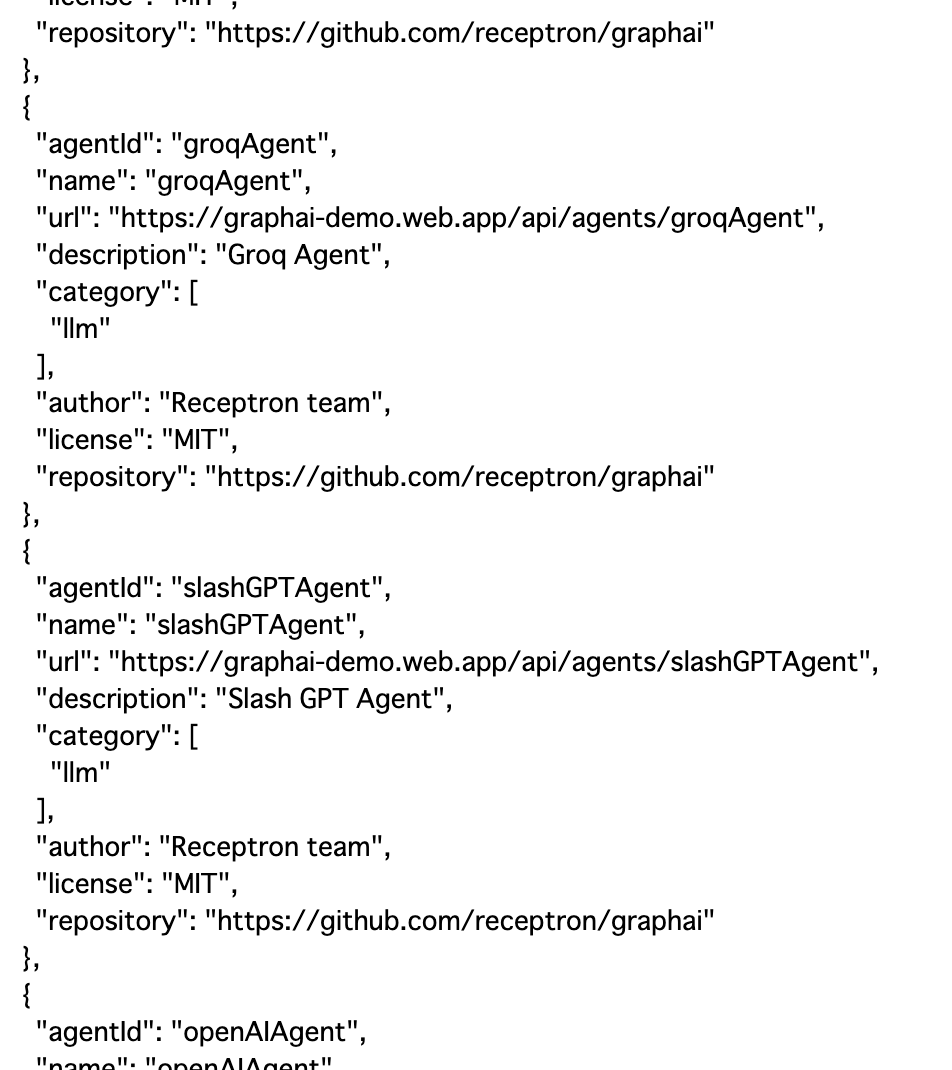 "license": "MIT",
"repository": "https://github.com/receptron/graphai"
},
{
"agentId": "groqAgent",
"name": "groqAgent",
"url": "https://graphai-demo.web.app/api/agents/groqAgent",
"description": "Groq Agent",
"category": [
"llm"
],
"author": "Receptron team",
"license": "MIT",
"repository": "https://github.com/receptron/graphai"
},
{
"agentId": "slashGPTAgent",
"name": "slashGPTAgent",
"url": "https://graphai-demo.web.app/api/agents/slashGPTAgent",
"description": "Slash GPT Agent",
"category": [
"llm"
],
"author": "Receptron team",
"license": "MIT",
"repository": "https://github.com/receptron/graphai"
},
{
"agentId": "openAIAgent",
"name": "openAIAgent"